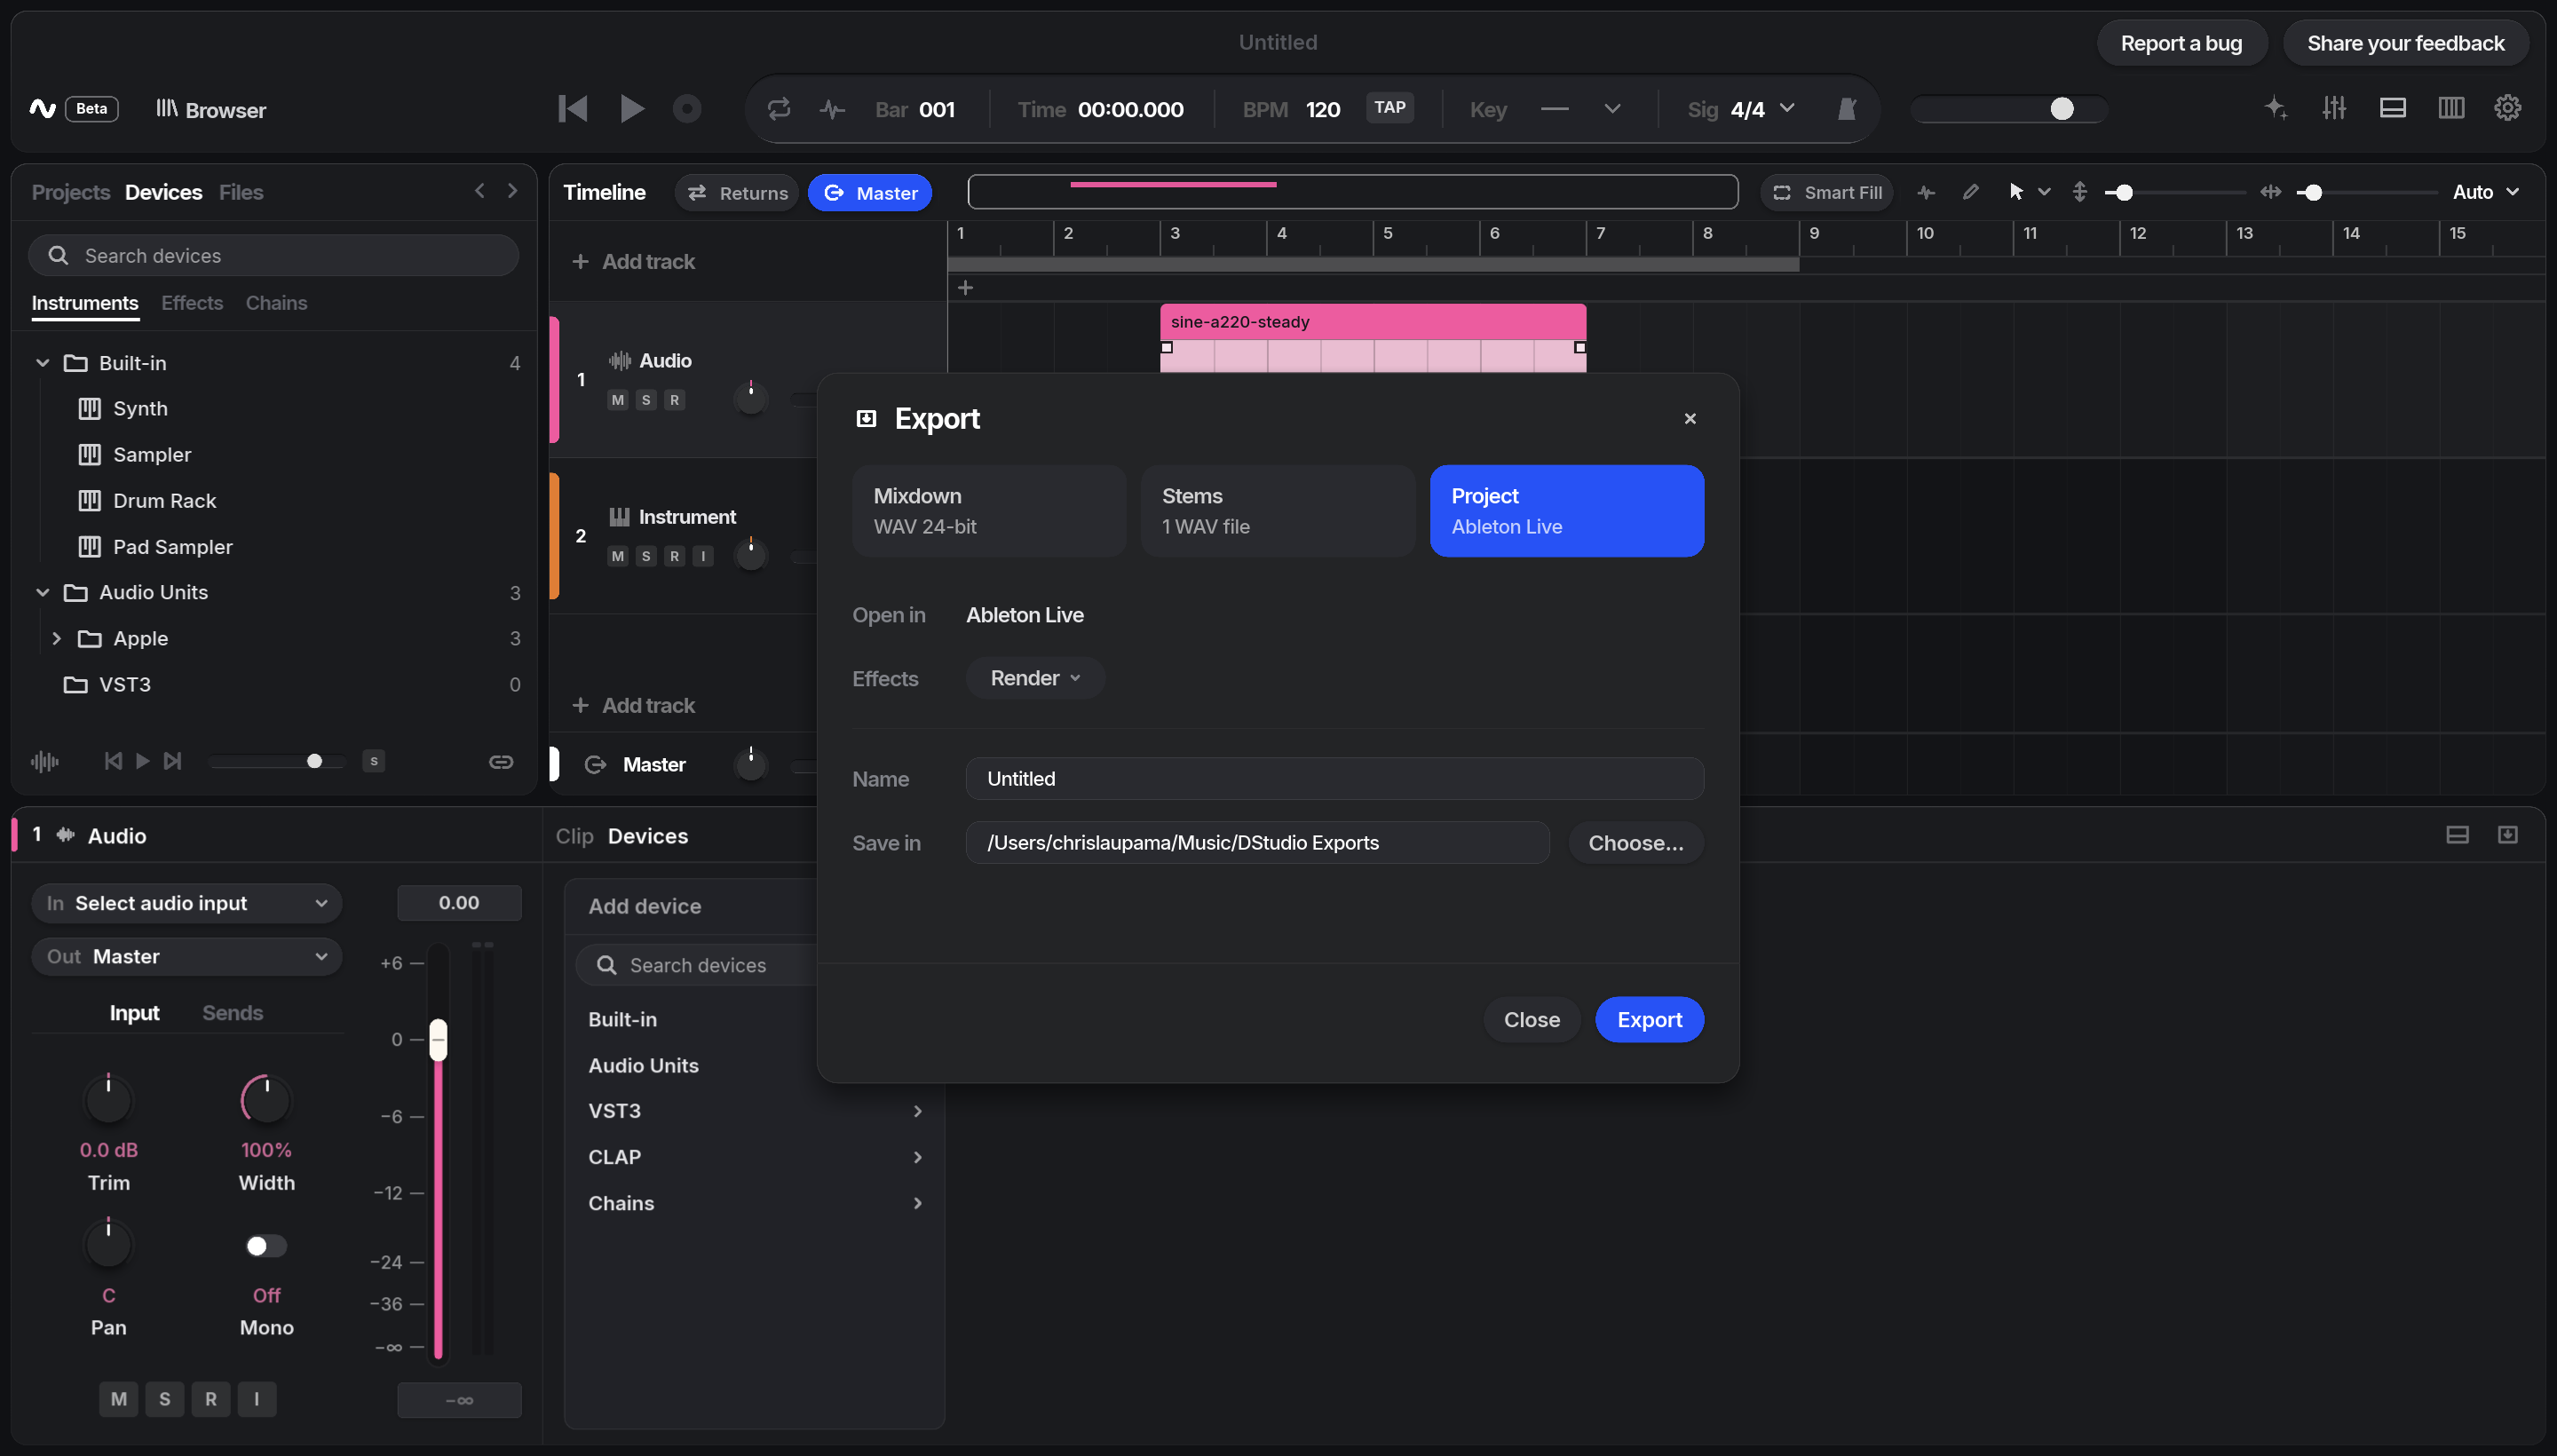 Untitled
Report a bug
Share your feedback
Beta
Browser
Bar 001
Time 00:00.000
BPM 120 TAP
Key —
Sig 4/4
Projects Devices Files
Search devices
Instruments Effects Chains
Built-in 4
Synth
Sampler
Drum Rack
Pad Sampler
Audio Units 3
Apple 3
VST3 0
S
Timeline
Returns
Master
Smart Fill
Auto
Add track
1 2 3 4 5 6 7 8 9 10 11 12 13 14 15
sine-a220-steady
1 Audio
M S R
2 Instrument
M S R I
Add track
Master
Export
Mixdown
WAV 24-bit
Stems
1 WAV file
Project
Ableton Live
Open in Ableton Live
Effects Render
Name Untitled
Save in /Users/chrislaupama/Music/DStudio Exports Choose...
Close Export
1 Audio
In Select audio input
Out Master
Input Sends
0.0 dB
Trim
100%
Width
C
Pan
Off
Mono
M S R I
0.00
+6
0
−6
−12
−24
−36
−∞
−∞
Clip Devices
Add device
Search devices
Built-in
Audio Units
VST3
CLAP
Chains